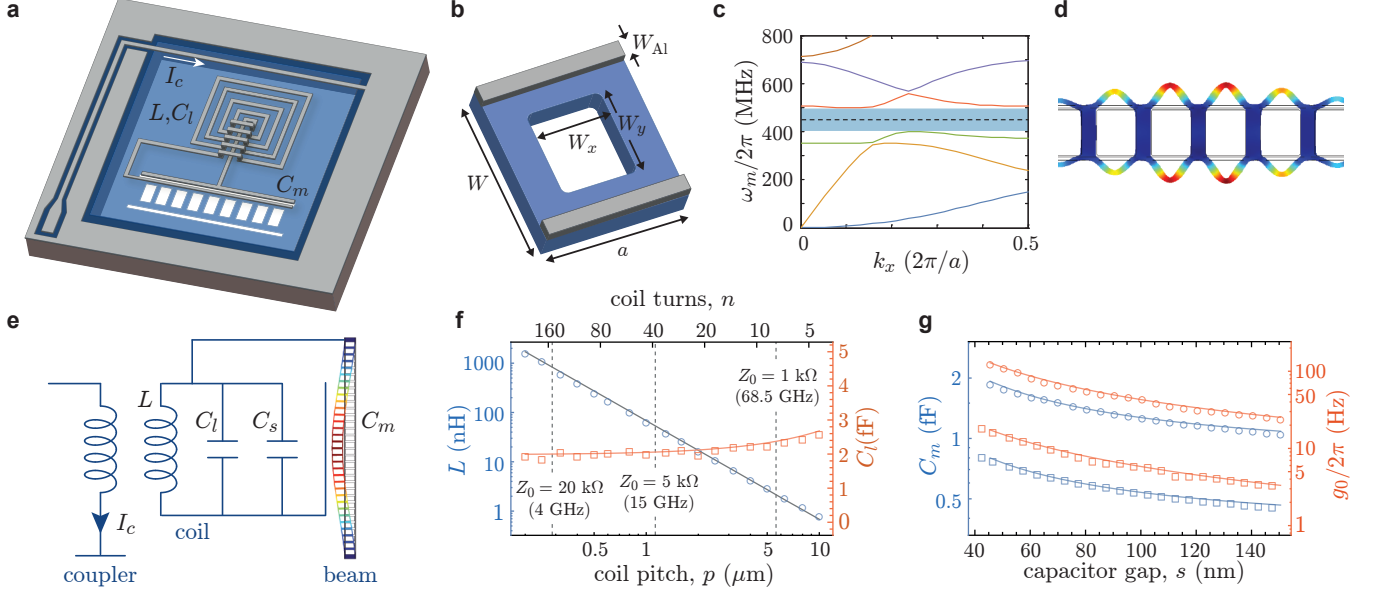 a
I_c
L,C_l
C_m
b
W_Al
W_y
W_x
W
a
c
800
600
400
200
0
ω_m/2π (MHz)
0
0.5
k_x (2π/a)
d
e
L
C_l
C_s
C_m
I_c
coil
coupler
beam
f
coil turns, n
160 80 40 20 10 5
1000
100
10
1
L (nH)
5
4
3
2
1
0
C_l(fF)
Z_0 = 1 kΩ
(68.5 GHz)
Z_0 = 20 kΩ
(4 GHz)
Z_0 = 5 kΩ
(15 GHz)
0.5 1 5 10
coil pitch, p (μm)
g
2
1
0.5
C_m (fF)
100
50
10
5
1
g_0/2π (Hz)
40 60 80 100 120 140
capacitor gap, s (nm)